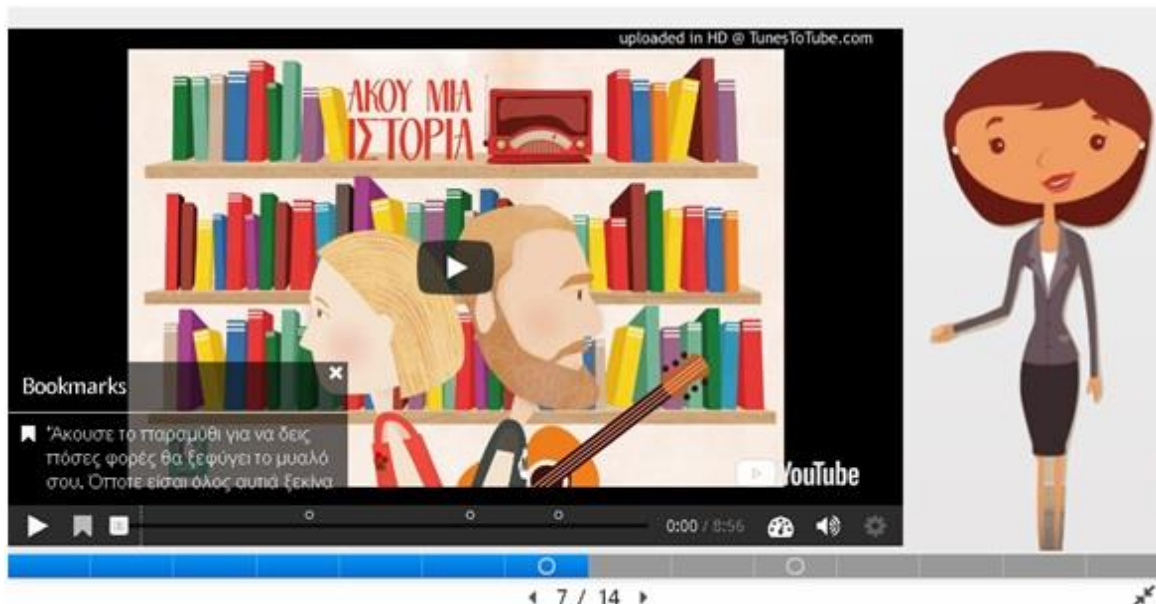 uploaded in HD @ TunesToTube.com
ΑΚΟΥ ΜΙΑ
ΙΣΤΟΡΙΑ
Bookmarks
"Άκουσε το παραμύθι για να δεις
πόσες φορές θα ξεφύγει το μυαλό
σου. Όποτε είσαι όλος αυτιά ξεκίνα
YouTube
0:00 / 8:56
7 / 14